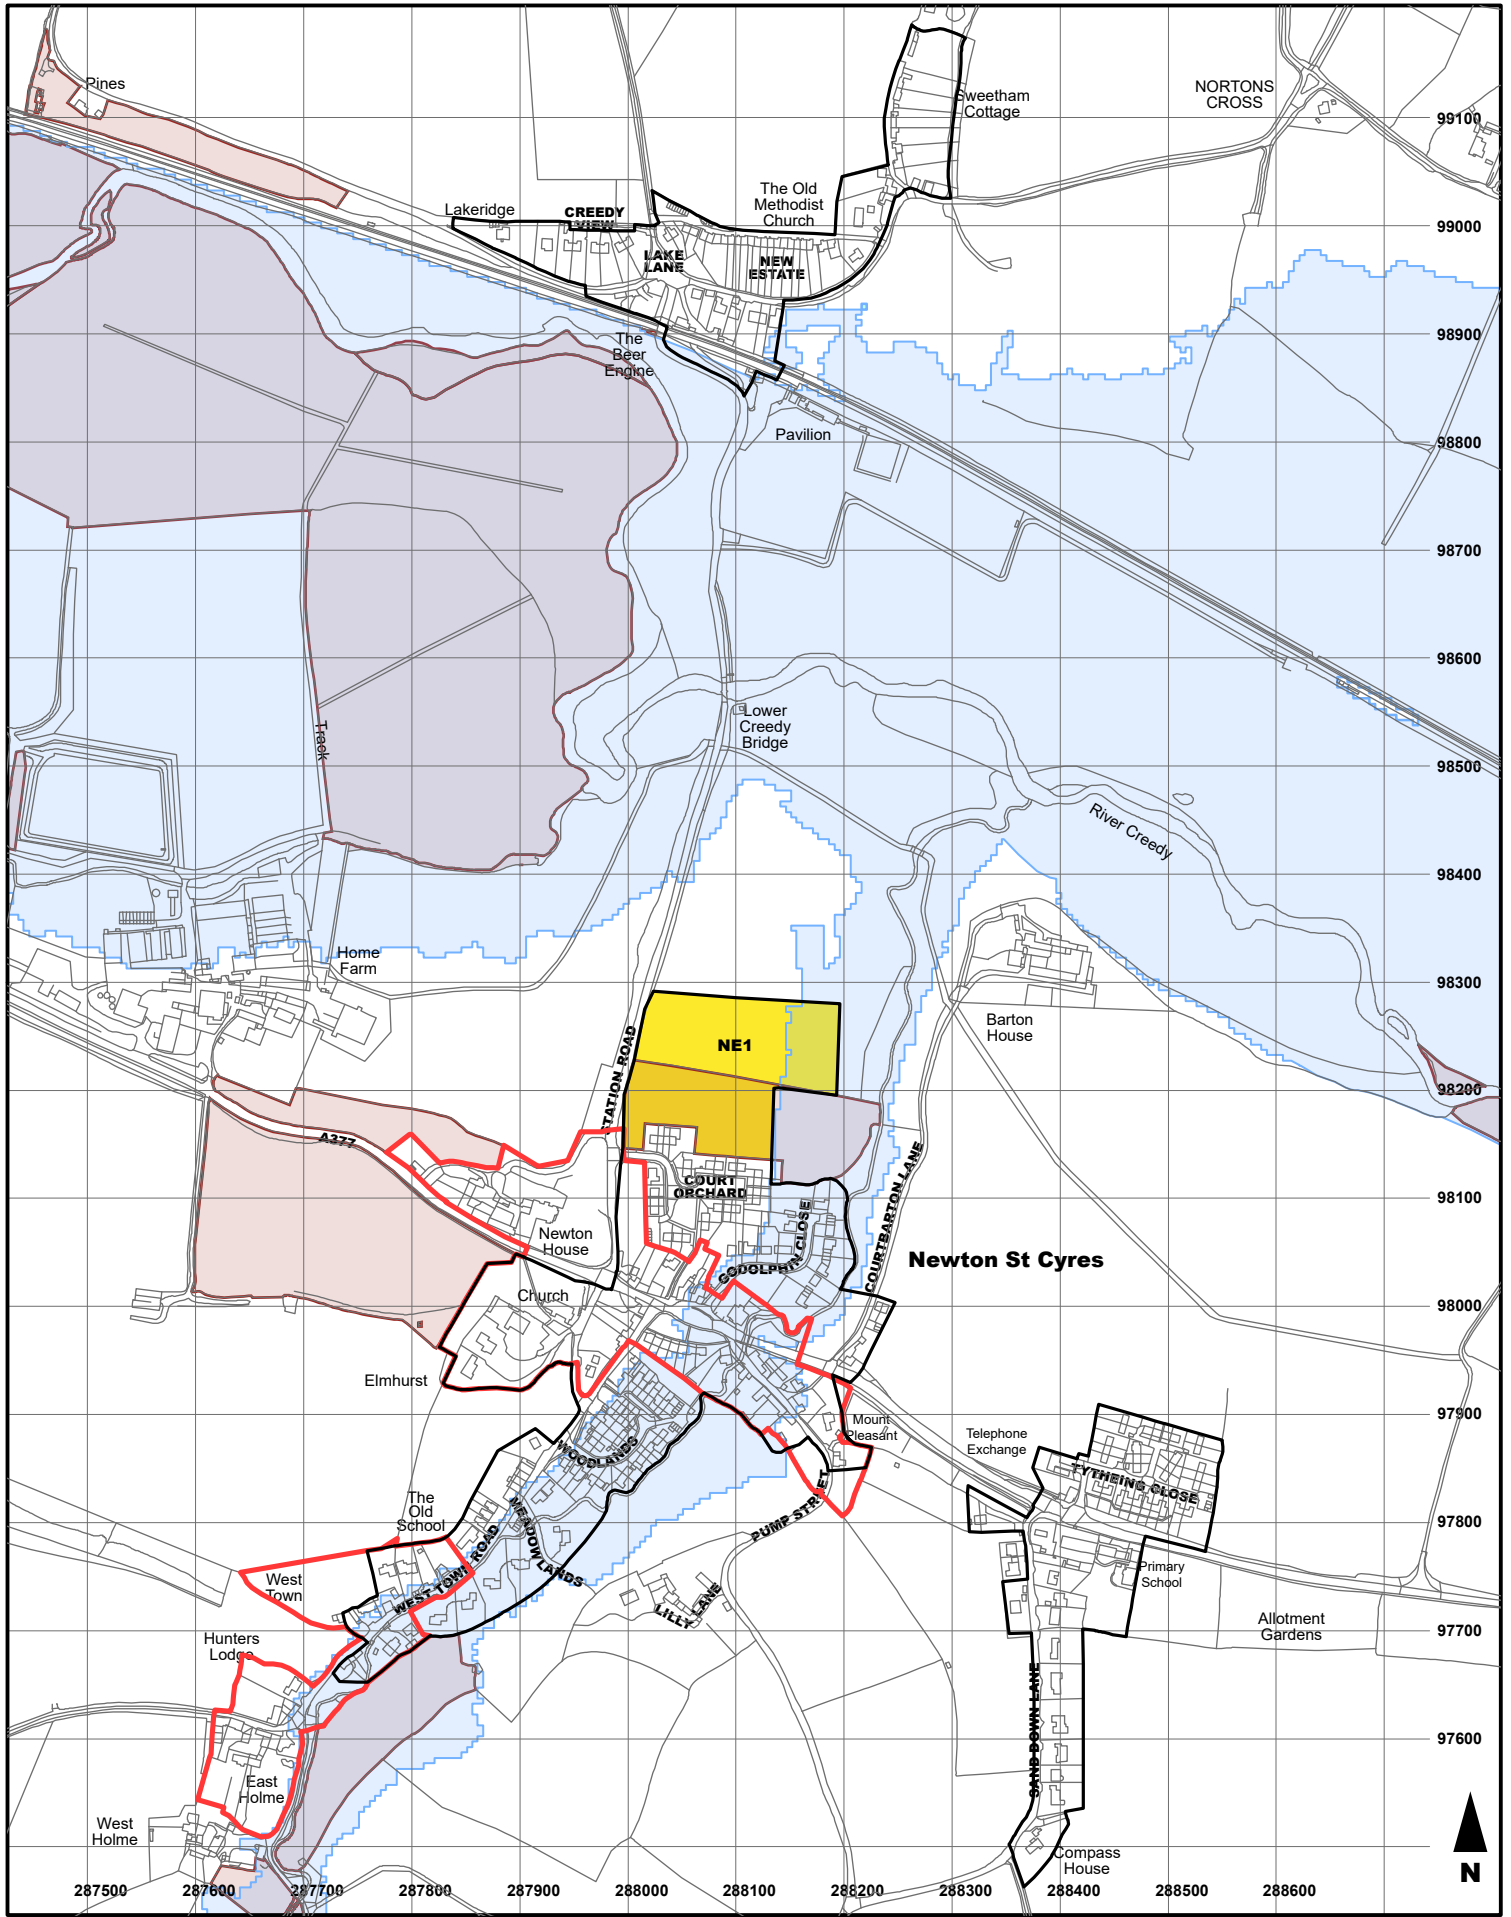 Pines
Sweetham
Cottage
NORTONS
CROSS
99100
Lakeridge
CREEDY
VIEW
The Old
Methodist
Church
99000
LAKE
LANE
NEW
ESTATE
The
Beer
Engine
98900
Pavilion
98800
98700
98600
Track
Lower
Creedy
Bridge
98500
River Creedy
98400
Home
Farm
98300
Barton
House
STATION ROAD
NE1
98200
A377
COURT
ORCHARD
COURTBARTON LANE
98100
Newton
House
GODOLPHIN CLOSE
Newton St Cyres
Church
98000
Elmhurst
97900
Mount
Pleasant
Telephone
Exchange
WOODLANDS
TYTHEING CLOSE
The
Old
School
MEADOWLANDS
PUMP STREET
97800
WEST TOWN ROAD
West
Town
Primary
School
LILLY LANE
Allotment
Gardens
97700
Hunters
Lodge
SAND DOWN LANE
97600
East
Holme
West
Holme
Compass
House
N
287500
287600
287700
287800
287900
288000
288100
288200
288300
288400
288500
288600